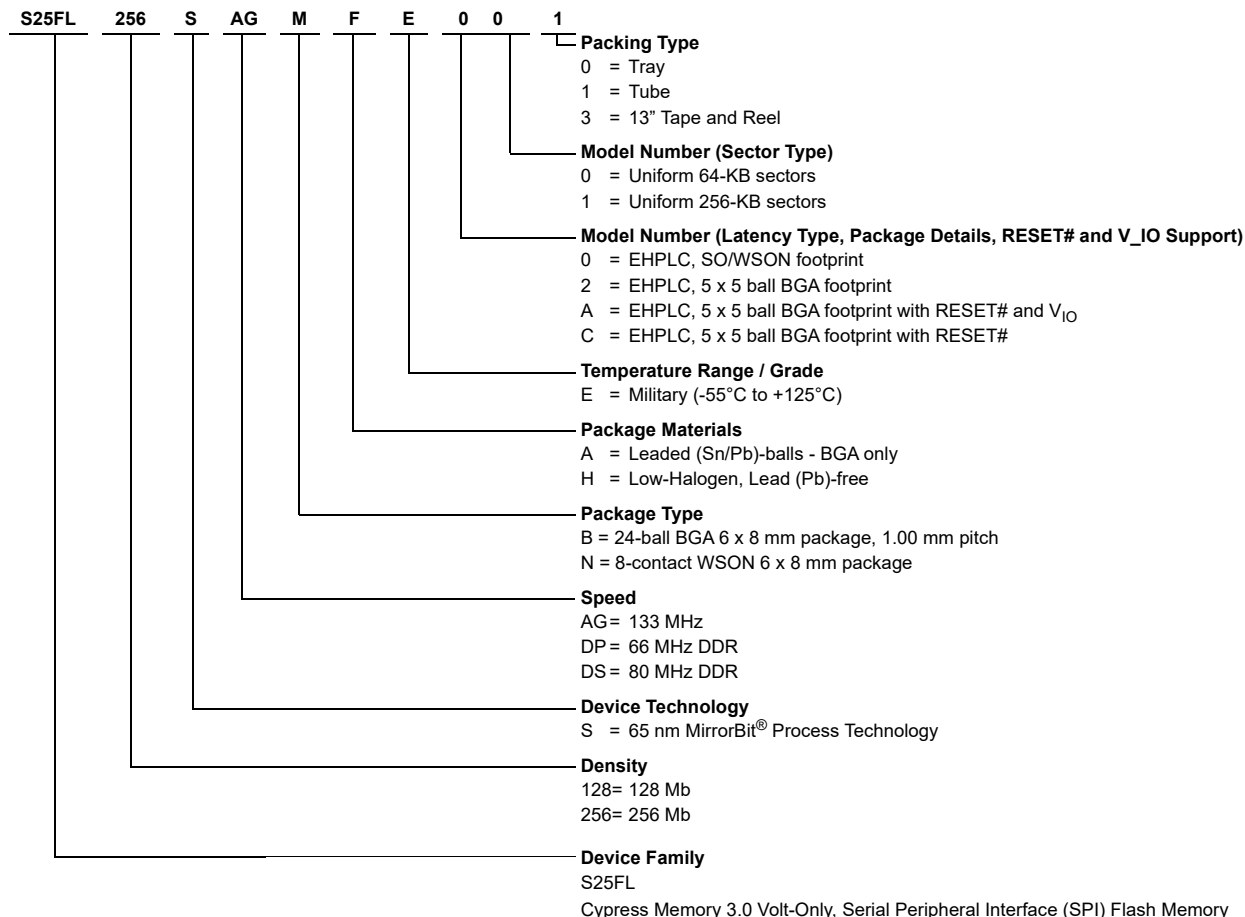 S25FL 256 S AG M F E 0 0 1
Packing Type
0 = Tray
1 = Tube
3 = 13” Tape and Reel
Model Number (Sector Type)
0 = Uniform 64-KB sectors
1 = Uniform 256-KB sectors
Model Number (Latency Type, Package Details, RESET# and V_IO Support)
0 = EHPLC, SO/WSON footprint
2 = EHPLC, 5 x 5 ball BGA footprint
A = EHPLC, 5 x 5 ball BGA footprint with RESET# and VIO
C = EHPLC, 5 x 5 ball BGA footprint with RESET#
Temperature Range / Grade
E = Military (-55°C to +125°C)
Package Materials
A = Leaded (Sn/Pb)-balls - BGA only
H = Low-Halogen, Lead (Pb)-free
Package Type
B = 24-ball BGA 6 x 8 mm package, 1.00 mm pitch
N = 8-contact WSON 6 x 8 mm package
Speed
AG= 133 MHz
DP= 66 MHz DDR
DS= 80 MHz DDR
Device Technology
S = 65 nm MirrorBit® Process Technology
Density
128= 128 Mb
256= 256 Mb
Device Family
S25FL
Cypress Memory 3.0 Volt-Only, Serial Peripheral Interface (SPI) Flash Memory